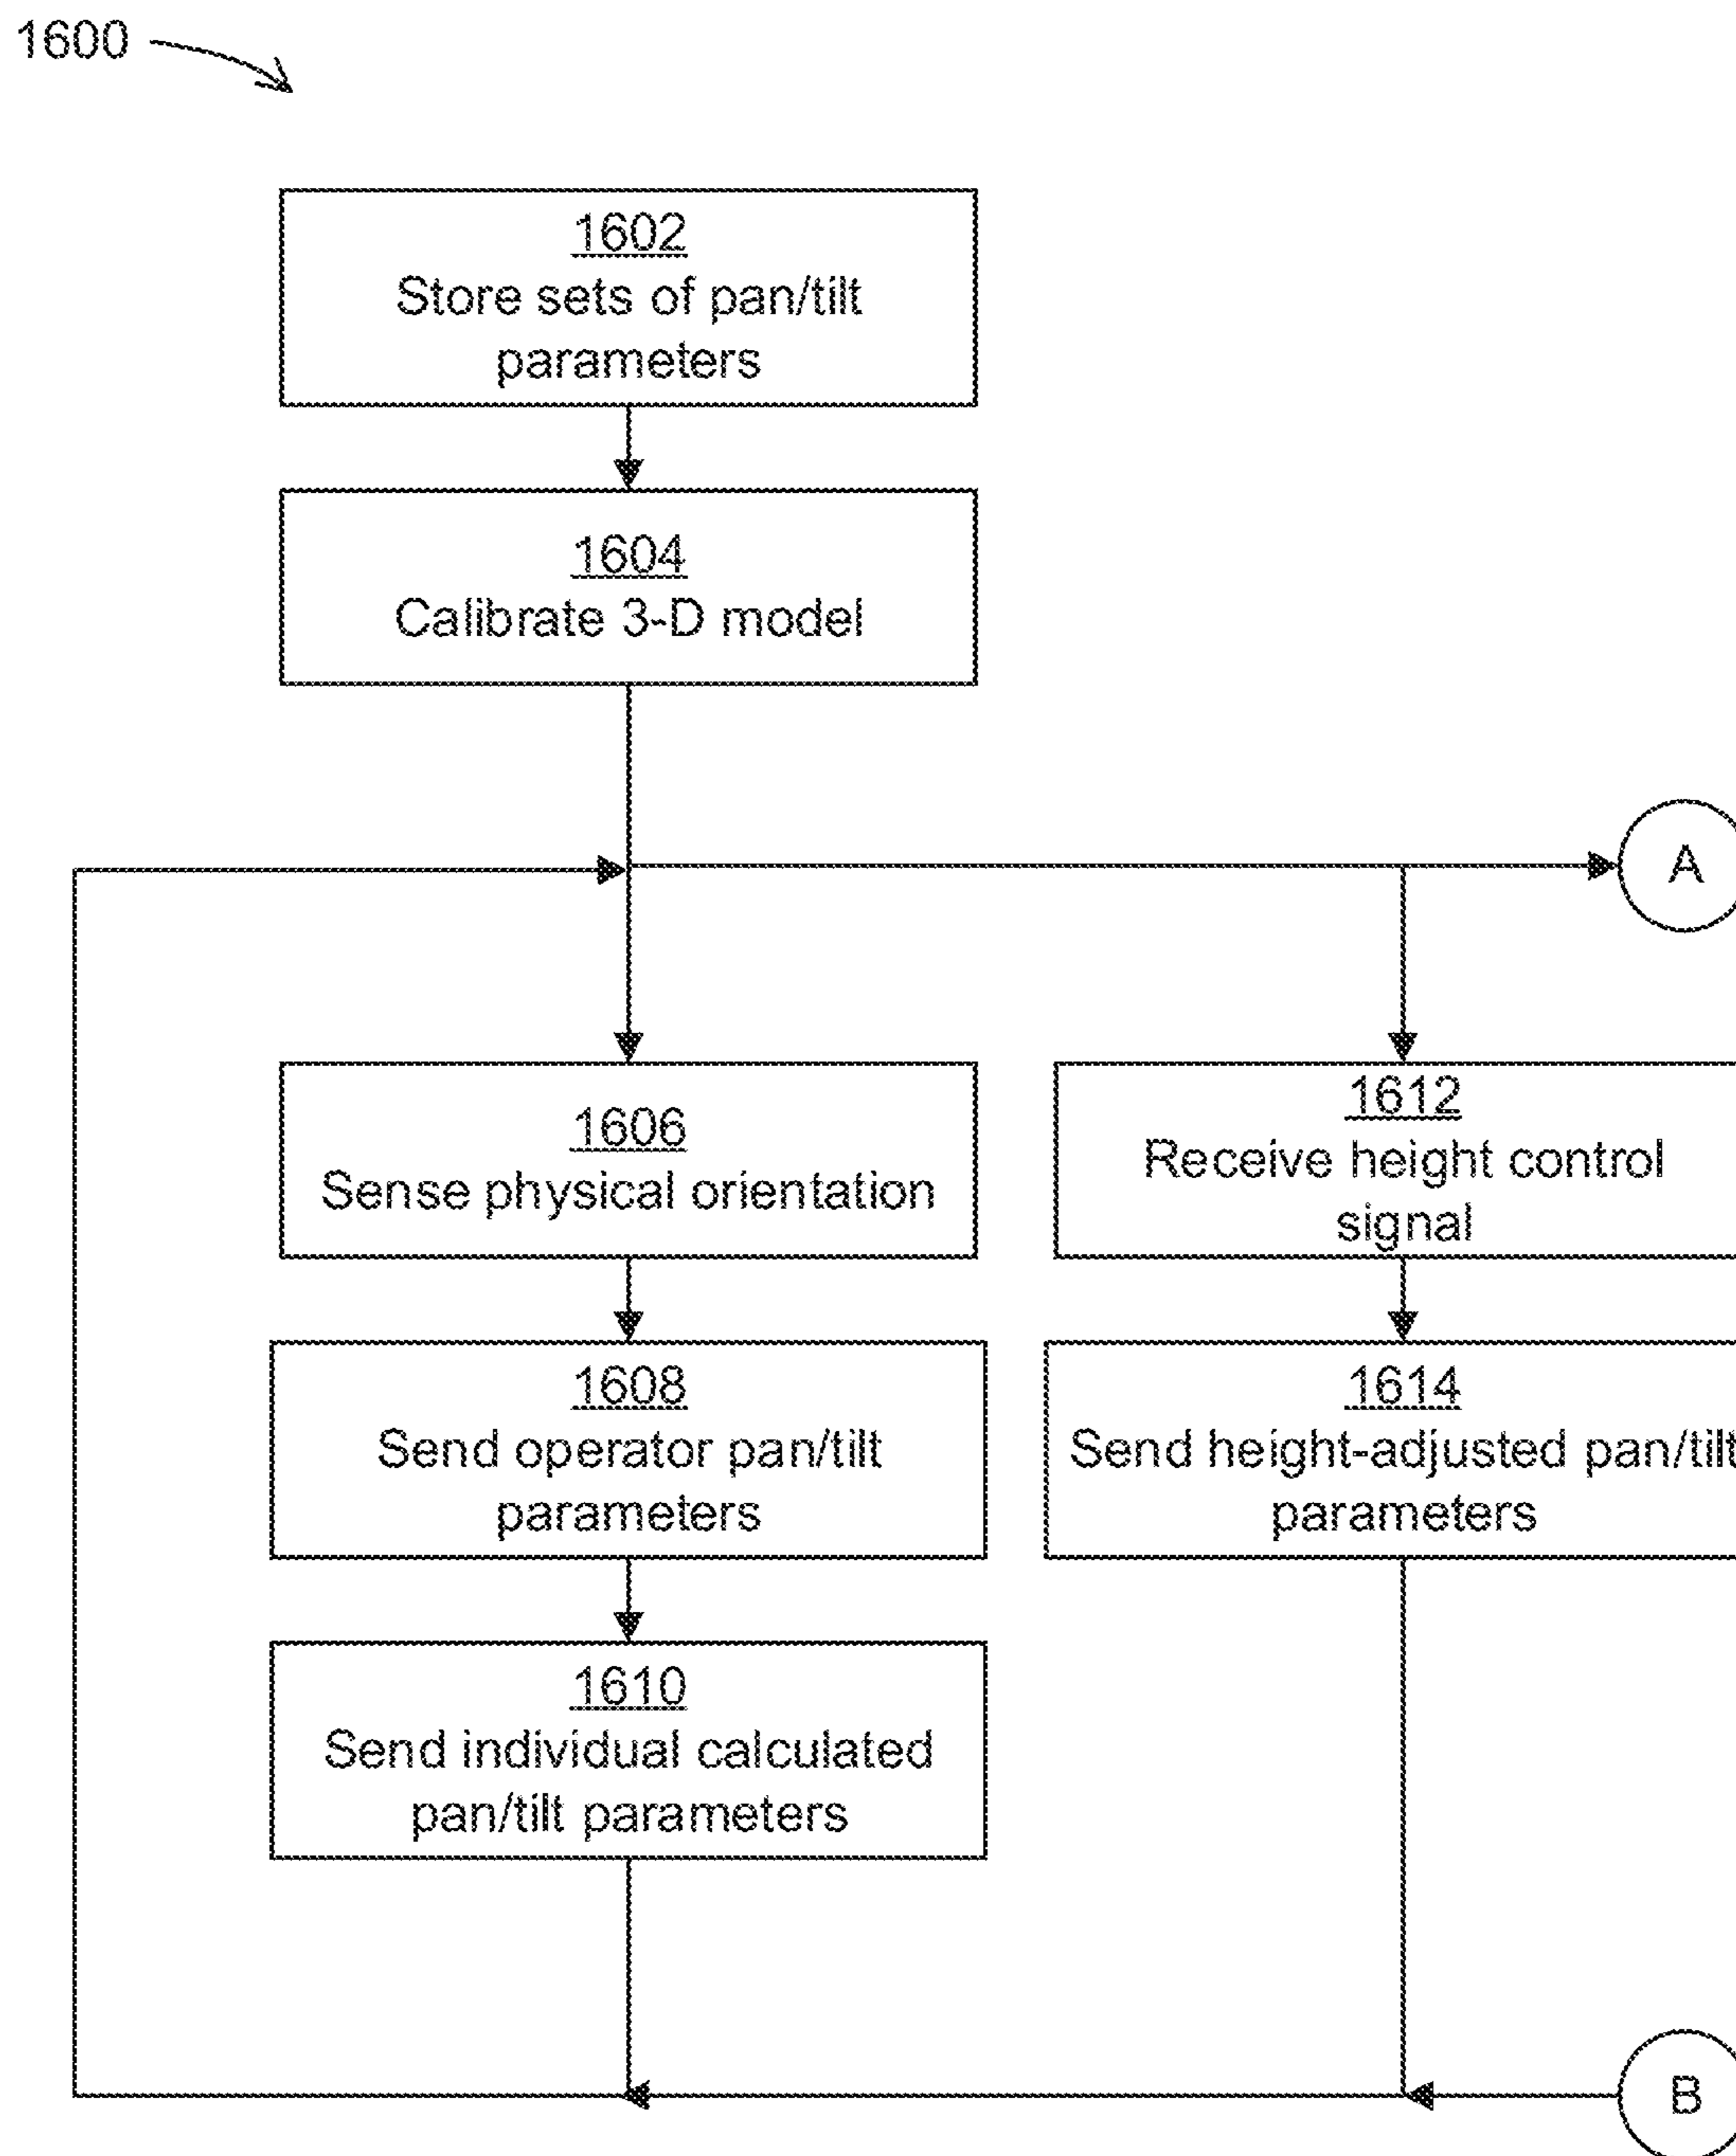 1600
1602
Store sets of pan/tilt
parameters
1604
Calibrate 3-D model
A
1606
Sense physical orientation
1612
Receive height control
signal
1608
Send operator pan/tilt
parameters
1614
Send height-adjusted pan/tilt
parameters
1610
Send individual calculated
pan/tilt parameters
B